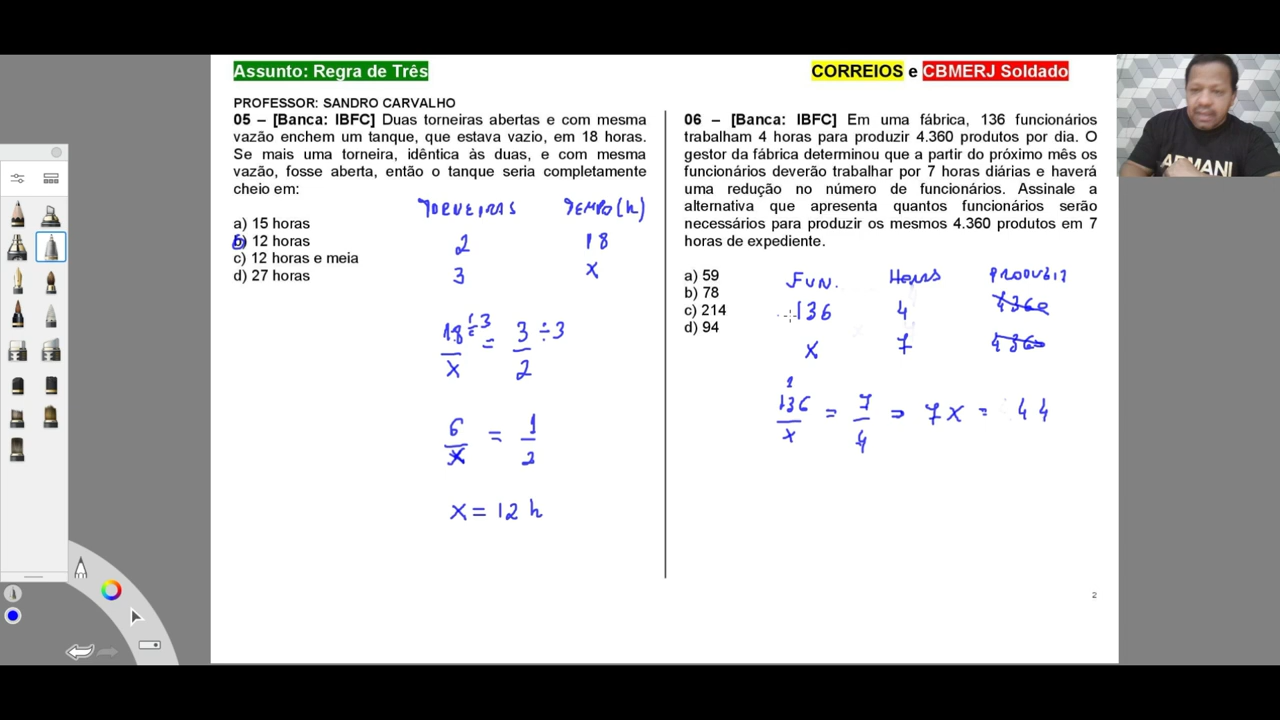 Assunto: Regra de Três
CORREIOS e CBMERJ Soldado
PROFESSOR: SANDRO CARVALHO
05 – [Banca: IBFC] Duas torneiras abertas e com mesma
vazão enchem um tanque, que estava vazio, em 18 horas.
Se mais uma torneira, idêntica às duas, e com mesma
vazão, fosse aberta, então o tanque seria completamente
cheio em:
a) 15 horas
b) 12 horas
c) 12 horas e meia
d) 27 horas
TORNEIRAS TEMPO (h)
2 18
3 X
18 ÷3 = 3 ÷3
X 2
6 = 1
X 2
X = 12 h
06 – [Banca: IBFC] Em uma fábrica, 136 funcionários
trabalham 4 horas para produzir 4.360 produtos por dia. O
gestor da fábrica determinou que a partir do próximo mês os
funcionários deverão trabalhar por 7 horas diárias e haverá
uma redução no número de funcionários. Assinale a
alternativa que apresenta quantos funcionários serão
necessários para produzir os mesmos 4.360 produtos em 7
horas de expediente.
a) 59
b) 78
c) 214
d) 94
FUN. HORAS
136 4 4360
X 7 4360
2
136 = 7 => 7X = 44
X 4
2
ARMANI